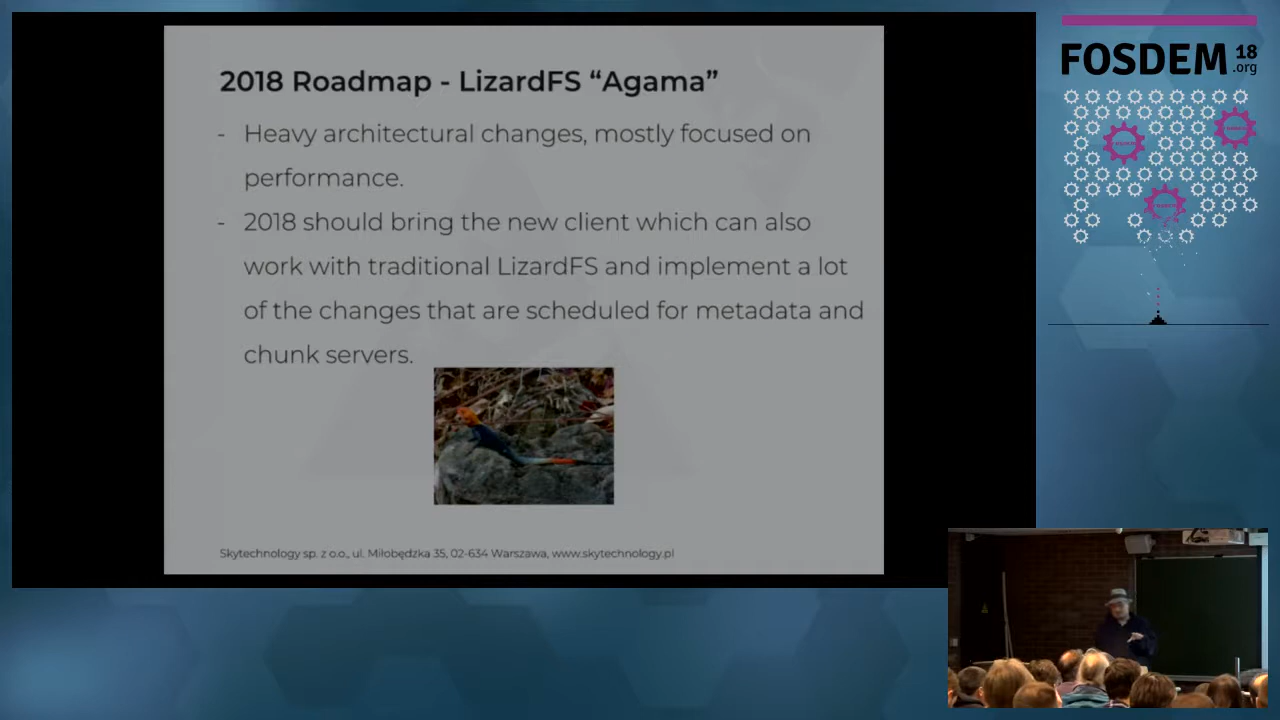 2018 Roadmap - LizardFS “Agama”
- Heavy architectural changes, mostly focused on
performance.
- 2018 should bring the new client which can also
work with traditional LizardFS and implement a lot
of the changes that are scheduled for metadata and
chunk servers.
Skytechnology sp. z o.o., ul. Miłobędzka 35, 02-634 Warszawa, www.skytechnology.pl
FOSDEM 18
.org